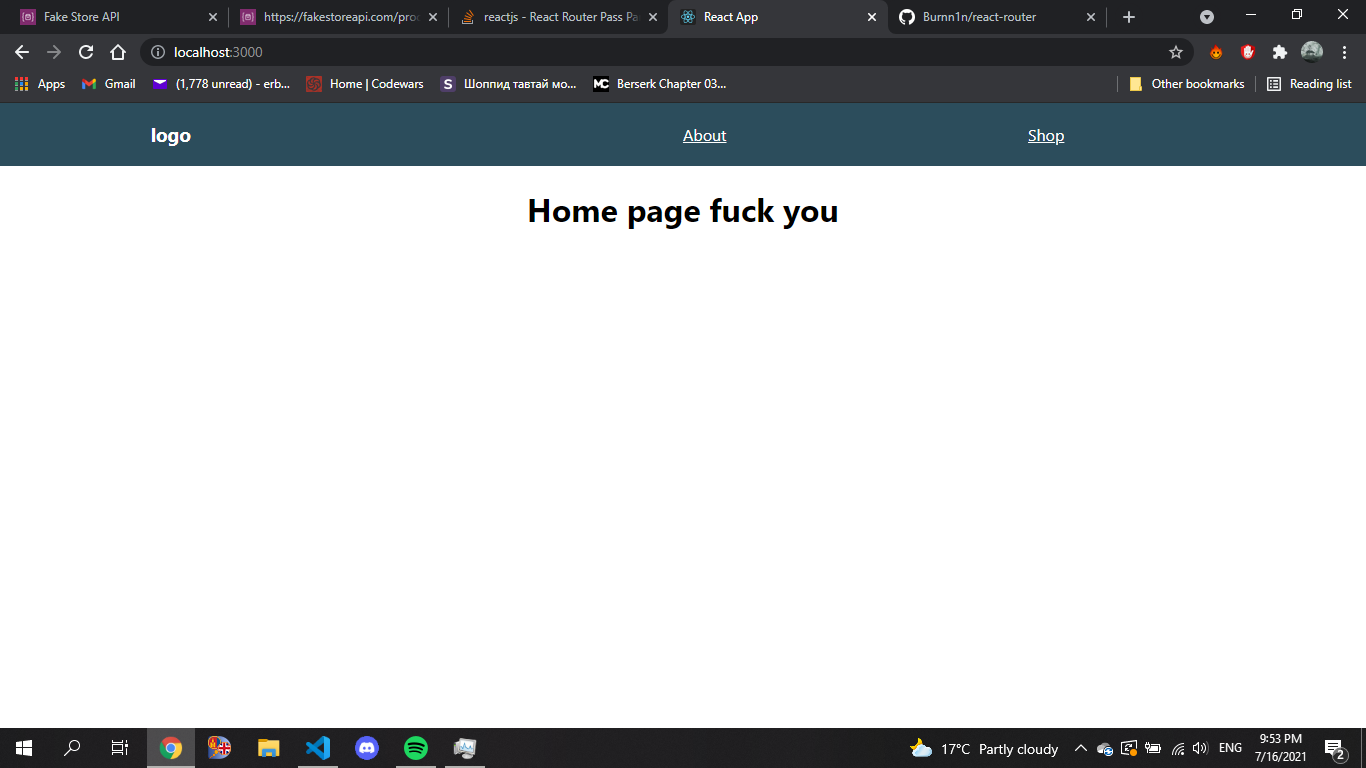 Fake Store API
https://fakestoreapi.com/proc
reactjs - React Router Pass Pa
React App
Burnn1n/react-router
localhost:3000
Apps
Gmail
(1,778 unread) - erb...
Home | Codewars
S
Шоппид тавтай мо...
MC
Berserk Chapter 03...
Other bookmarks
Reading list
logo
About
Shop
Home page fuck you
17°C Partly cloudy
ENG
9:53 PM
7/16/2021
2